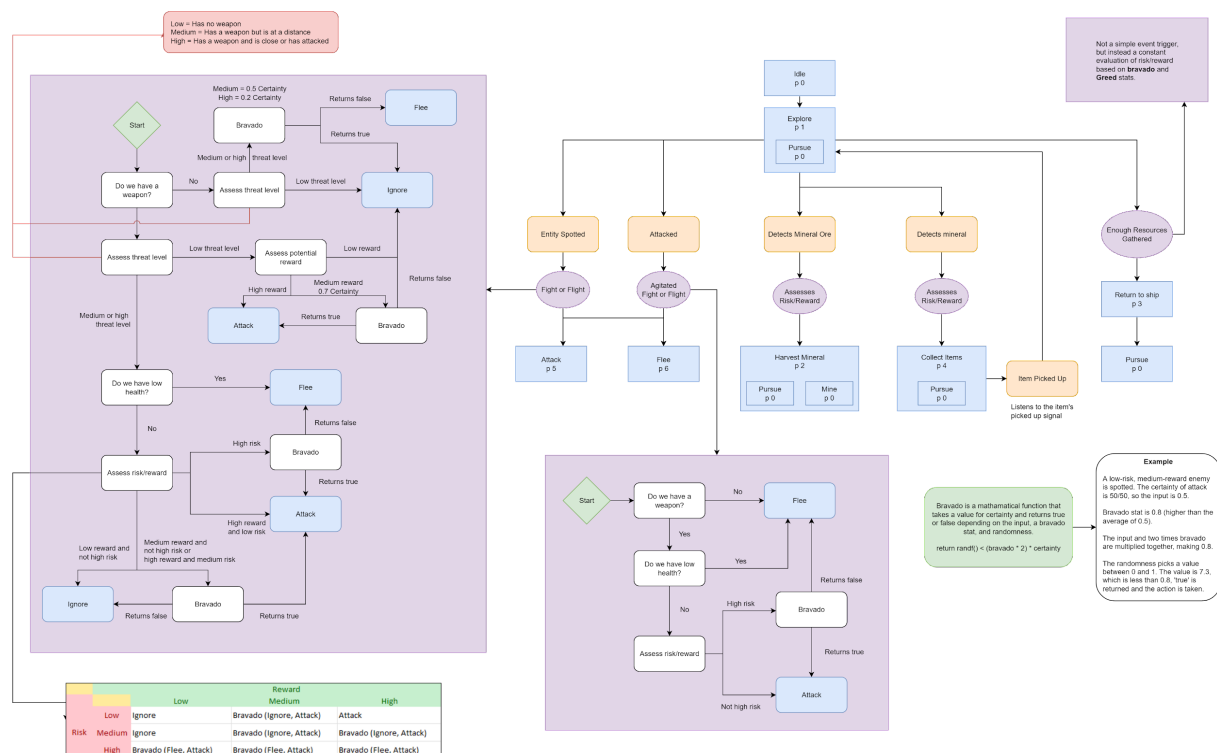 Low = Has no weapon
Medium = Has a weapon but is at a distance
High = Has a weapon and is close or has attacked
Medium = 0.5 Certainty
High = 0.2 Certainty
Start
Bravado
Returns false
Flee
Returns true
Medium or high threat level
Do we have a
weapon?
No
Assess threat level
Low threat level
Ignore
Assess threat level
Low threat level
Assess potential
reward
Low reward
Returns false
High reward
Medium reward
0.7 Certainty
Attack
Returns true
Bravado
Medium or high
threat level
Do we have low
health?
Yes
Flee
No
Returns false
High risk
Bravado
Assess risk/reward
Returns true
Attack
High reward
and low risk
Low reward and
not high risk
Medium reward and
not high risk or
high reward and medium risk
Ignore
Returns false
Bravado
Returns true
Reward
Low
Medium
High
Risk
Low
Ignore
Bravado (Ignore, Attack)
Attack
Medium
Ignore
Bravado (Ignore, Attack)
Bravado (Ignore, Attack)
High
Bravado (Flee, Attack)
Bravado (Flee, Attack)
Bravado (Flee, Attack)
Idle
p 0
Explore
p 1
Pursue
p 0
Entity Spotted
Attacked
Detects Mineral Ore
Detects mineral
Fight or Flight
Agitated
Fight or Flight
Assesses
Risk/Reward
Assesses
Risk/Reward
Attack
p 5
Flee
p 6
Harvest Mineral
p 2
Pursue
p 0
Mine
p 0
Collect Items
p 4
Pursue
p 0
Item Picked Up
Listens to the item's
picked up signal
Enough Resources
Gathered
Return to ship
p 3
Pursue
p 0
Not a simple event trigger,
but instead a constant
evaluation of risk/reward
based on bravado and
Greed stats.
Start
Do we have a
weapon?
No
Flee
Yes
Do we have low
health?
Yes
Returns false
No
High risk
Bravado
Assess risk/reward
Returns true
Not high risk
Attack
Bravado is a mathamatical function that
takes a value for certainty and returns true
or false depending on the input, a bravado
stat, and randomness.
return randf() < (bravado * 2) * certainty
Example
A low-risk, medium-reward enemy
is spotted. The certainty of attack
is 50/50, so the input is 0.5.
Bravado stat is 0.8 (higher than the
average of 0.5).
The input and two times bravado
are multiplied together, making 0.8.
The randomness picks a value
between 0 and 1. The value is 7.3,
which is less than 0.8, 'true' is
returned and the action is taken.